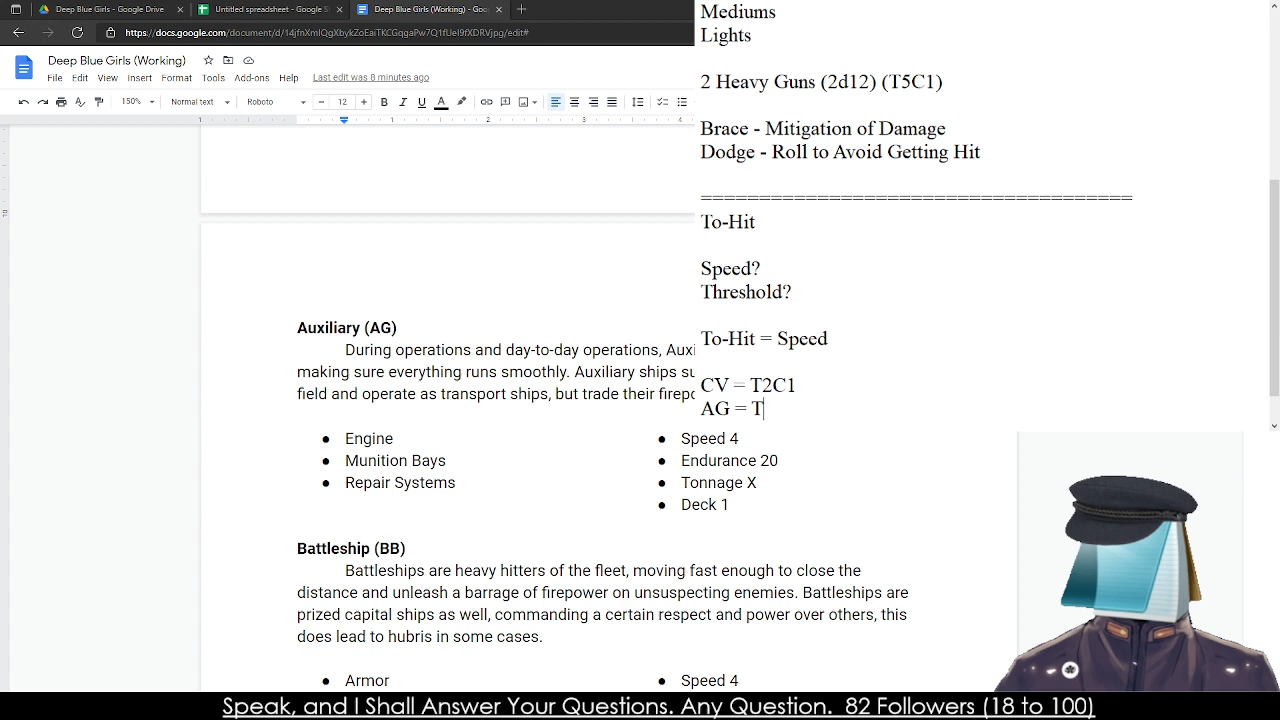 Deep Blue Girls - Google Drive
Untitled spreadsheet - Google S
Deep Blue Girls (Working) - Goo
Deep Blue Girls (Working)
File Edit View Insert Format Tools Add-ons Help Last edit was 8 minutes ago
150% Normal text Roboto 12
Auxiliary (AG)
During operations and day-to-day operations, Auxi
making sure everything runs smoothly. Auxiliary ships su
field and operate as transport ships, but trade their firepo
Engine
Munition Bays
Repair Systems
Speed 4
Endurance 20
Tonnage X
Deck 1
Battleship (BB)
Battleships are heavy hitters of the fleet, moving fast enough to close the
distance and unleash a barrage of firepower on unsuspecting enemies. Battleships are
prized capital ships as well, commanding a certain respect and power over others, this
does lead to hubris in some cases.
Armor
Speed 4
Mediums
Lights
2 Heavy Guns (2d12) (T5C1)
Brace - Mitigation of Damage
Dodge - Roll to Avoid Getting Hit
=====================================
To-Hit
Speed?
Threshold?
To-Hit = Speed
CV = T2C1
AG = T
Speak, and I Shall Answer Your Questions. Any Question. 82 Followers (18 to 100)